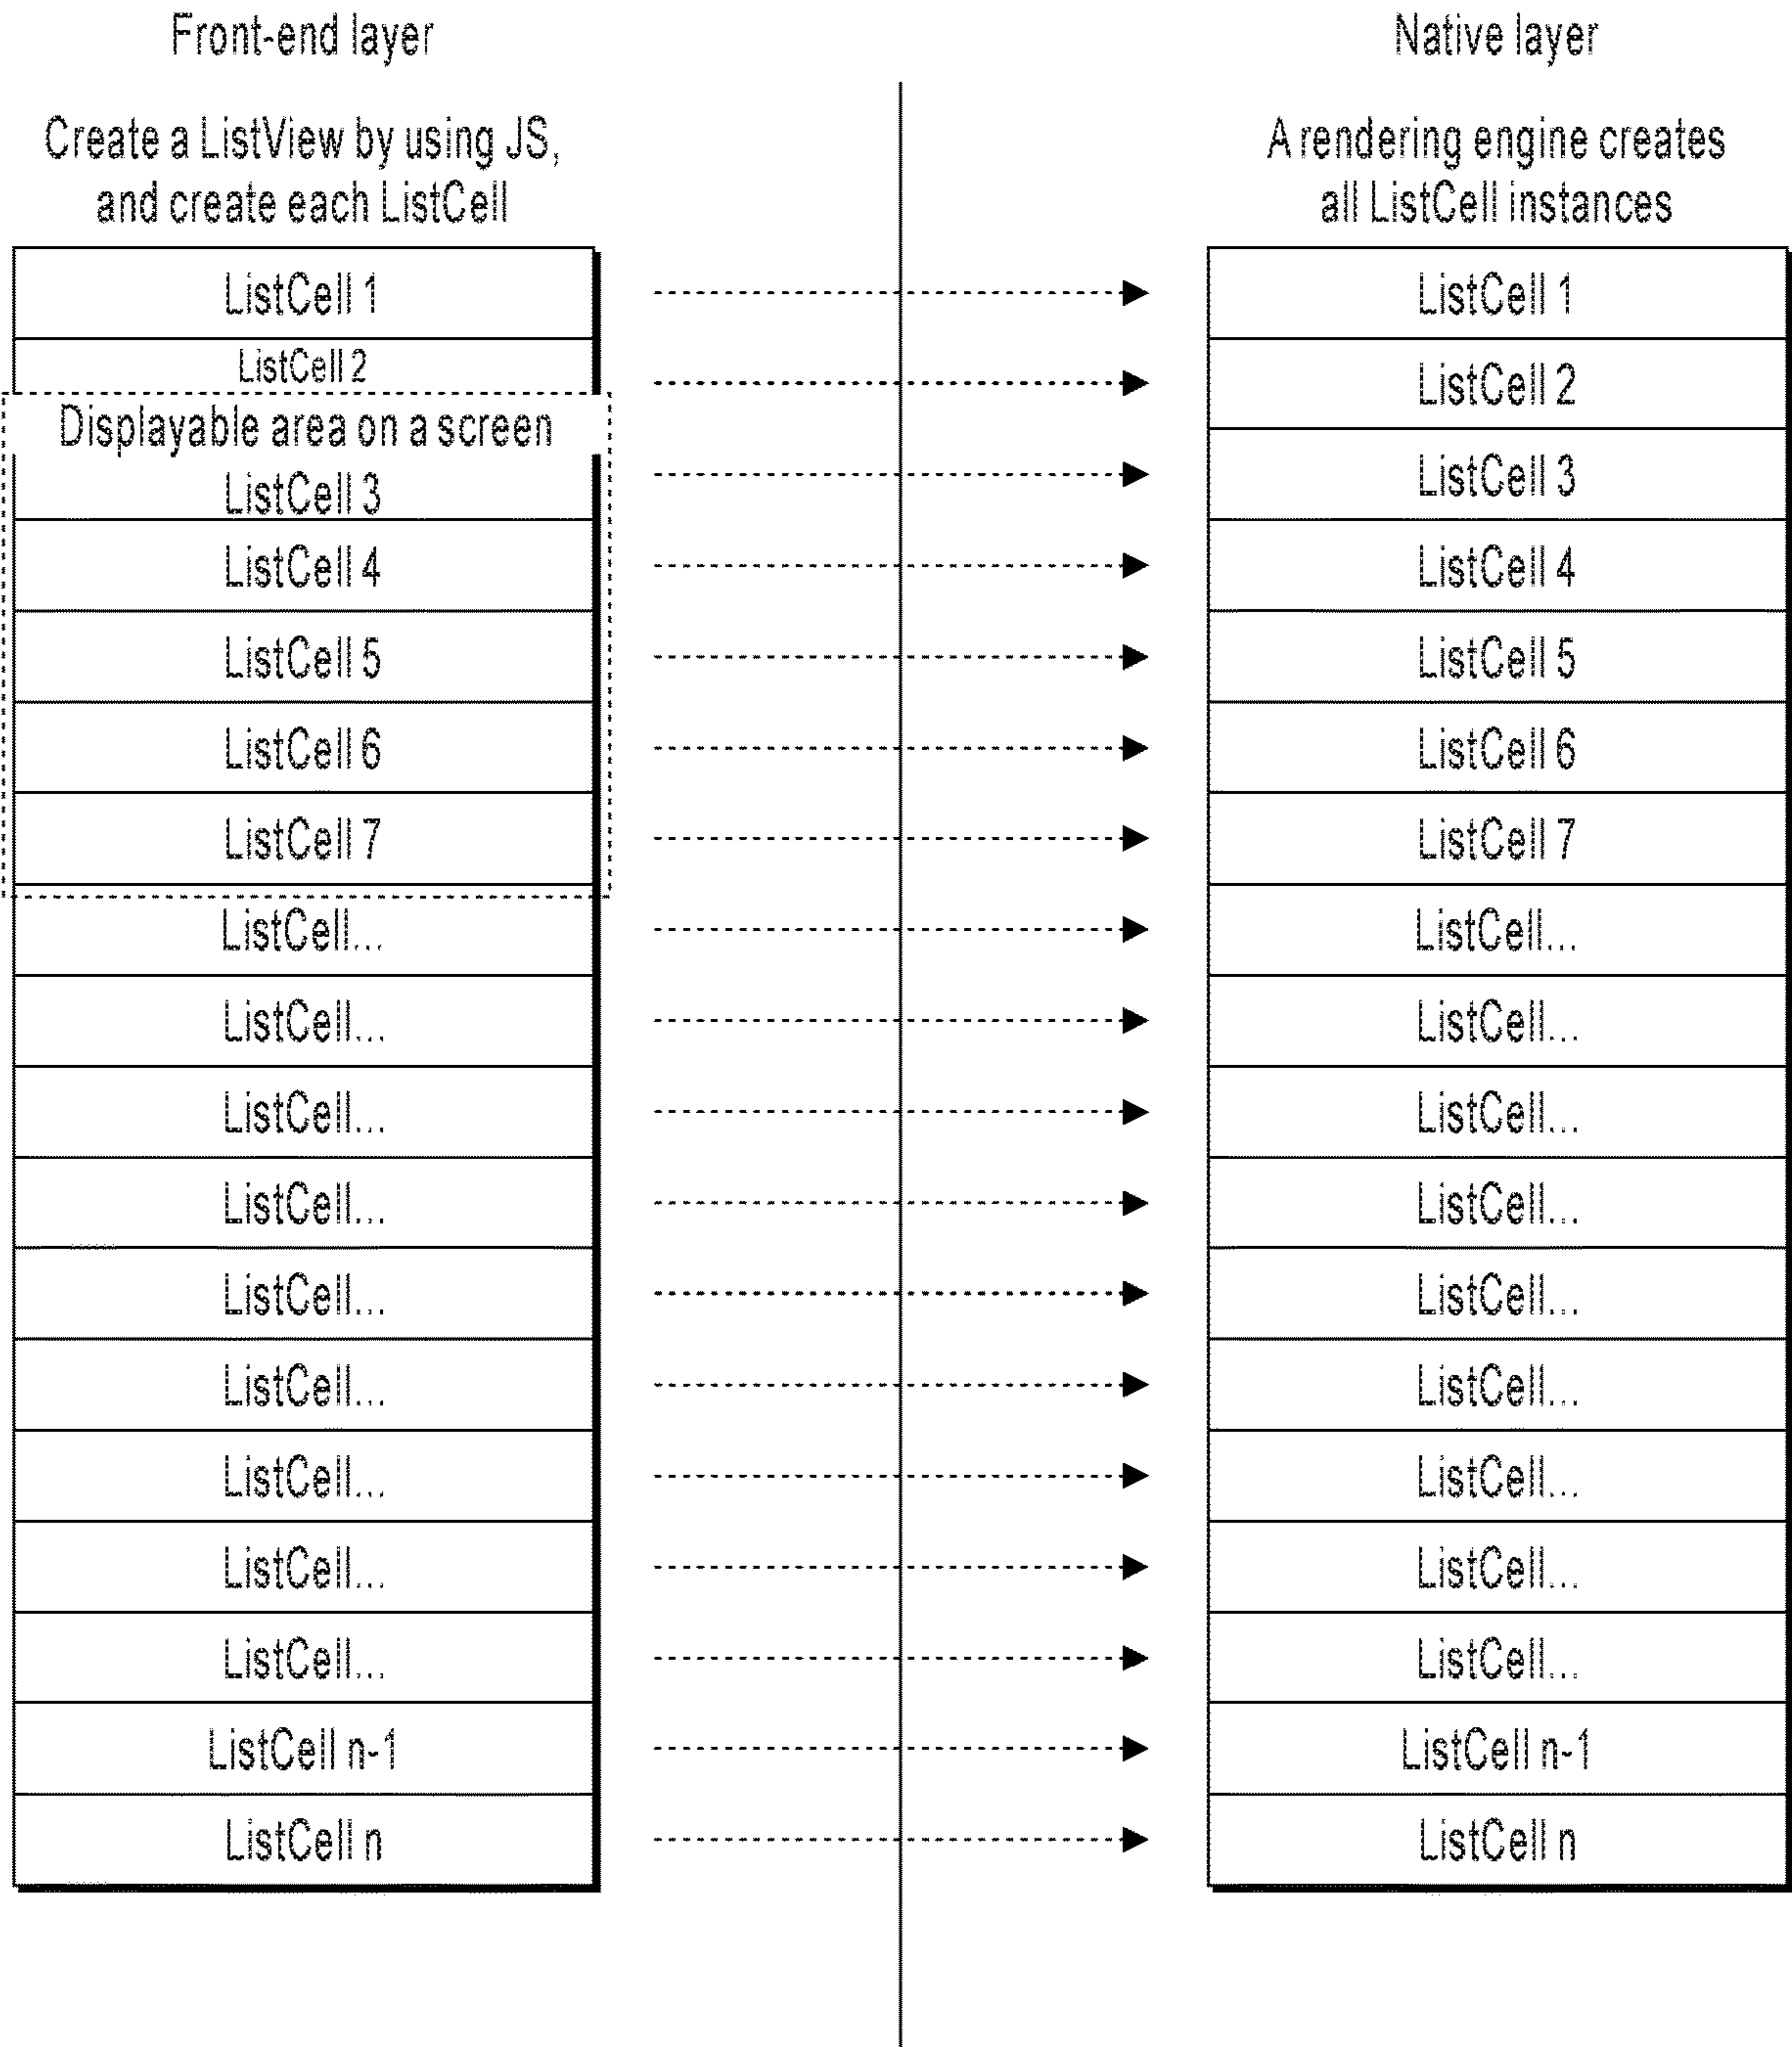 Front-end layer
Create a ListView by using JS,
and create each ListCell
ListCell 1
ListCell 2
Displayable area on a screen
ListCell 3
ListCell 4
ListCell 5
ListCell 6
ListCell 7
ListCell...
ListCell...
ListCell...
ListCell...
ListCell...
ListCell...
ListCell...
ListCell...
ListCell...
ListCell n-1
ListCell n
Native layer
A rendering engine creates
all ListCell instances
ListCell 1
ListCell 2
ListCell 3
ListCell 4
ListCell 5
ListCell 6
ListCell 7
ListCell...
ListCell...
ListCell...
ListCell...
ListCell...
ListCell...
ListCell...
ListCell...
ListCell...
ListCell n-1
ListCell n